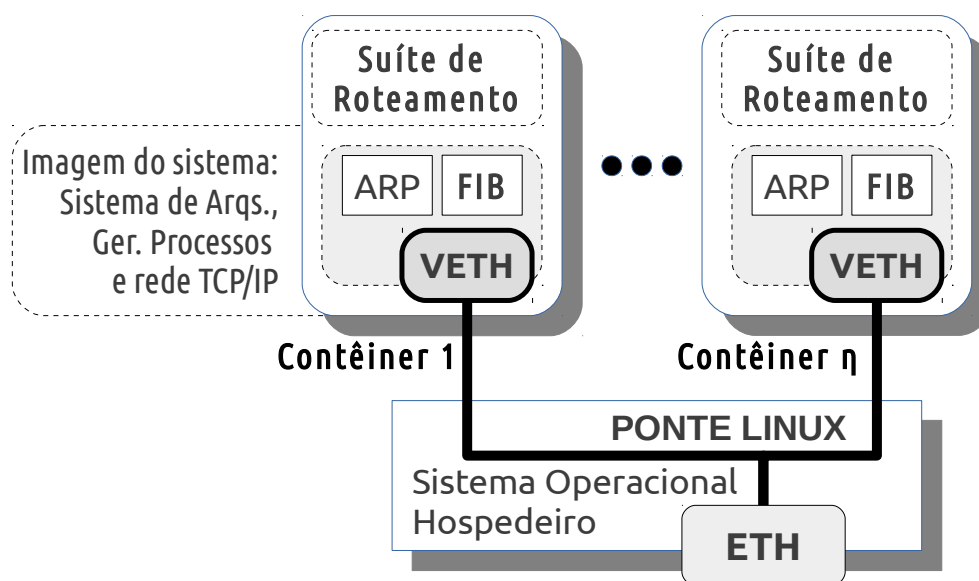 Suíte de
Roteamento
Suíte de
Roteamento
Imagem do sistema:
Sistema de Arqs.,
Ger. Processos
e rede TCP/IP
ARP FIB
VETH
ARP FIB
VETH
Contêiner 1
Contêiner η
PONTE LINUX
Sistema Operacional
Hospedeiro
ETH